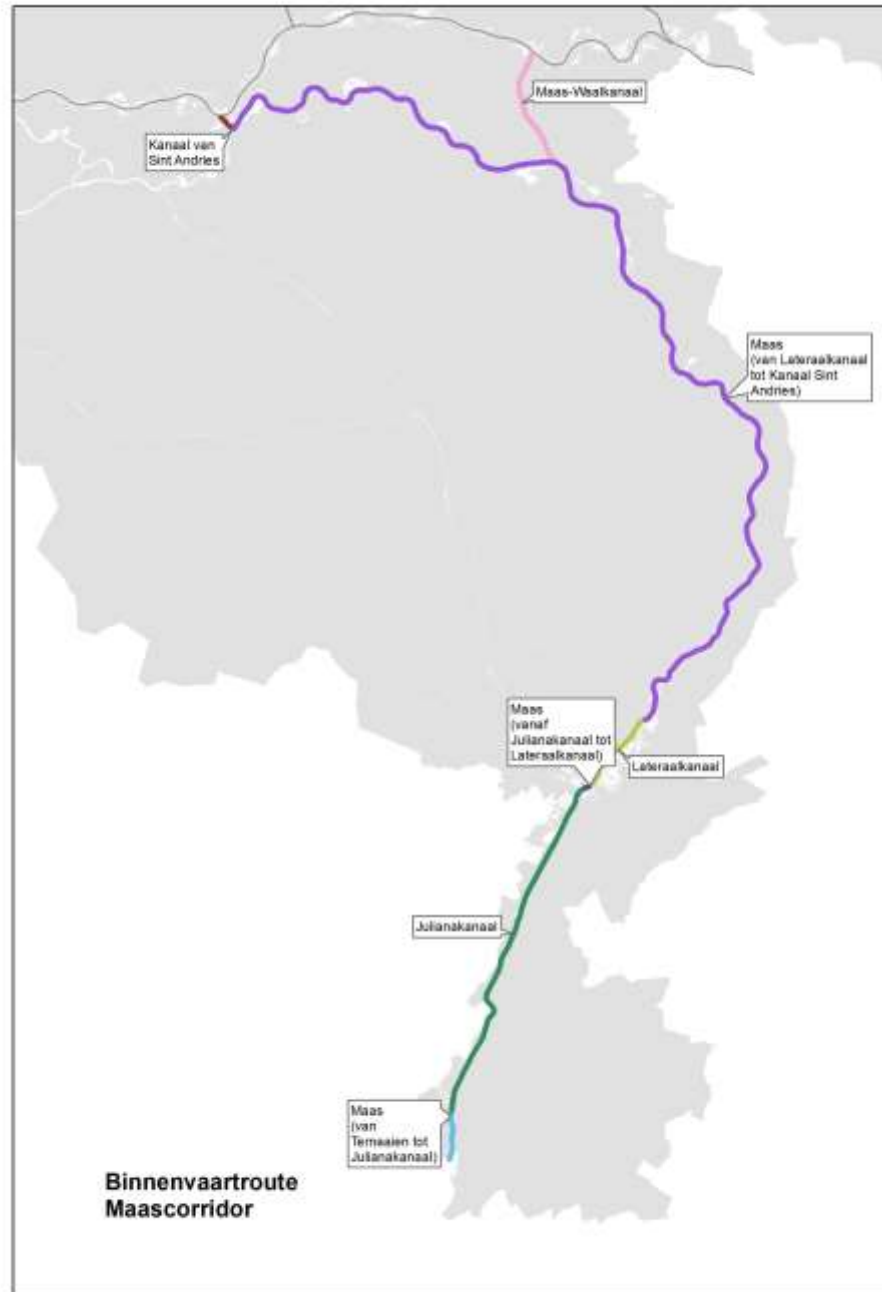 Maas-Waalkanaal
Kanaal van
Sint Andries
Maas
(van Lateraalkanaal
tot Kanaal Sint
Andries)
Maas
(vanaf
Julianakanaal tot
Lateraalkanaal)
Lateraalkanaal
Julianakanaal
Maas
(van
Ternaaien tot
Julianakanaal)
Binnenvaartroute
Maascorridor